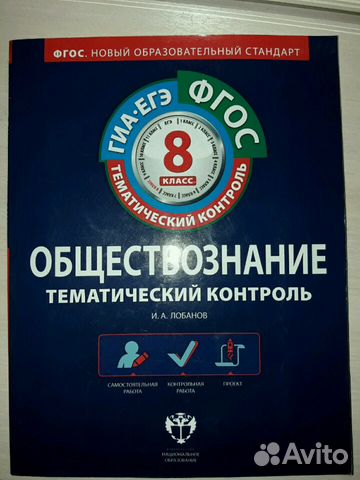 ФГОС. НОВЫЙ ОБРАЗОВАТЕЛЬНЫЙ СТАНДАРТ
ГИА·ЕГЭ ФГОС
8
КЛАСС
ТЕМАТИЧЕСКИЙ КОНТРОЛЬ
ОБЩЕСТВОЗНАНИЕ
ТЕМАТИЧЕСКИЙ КОНТРОЛЬ
И. А. ЛОБАНОВ
САМОСТОЯТЕЛЬНАЯ РАБОТА
КОНТРОЛЬНАЯ РАБОТА
ПРОЕКТ
НАЦИОНАЛЬНОЕ
ОБРАЗОВАНИЕ
Avito